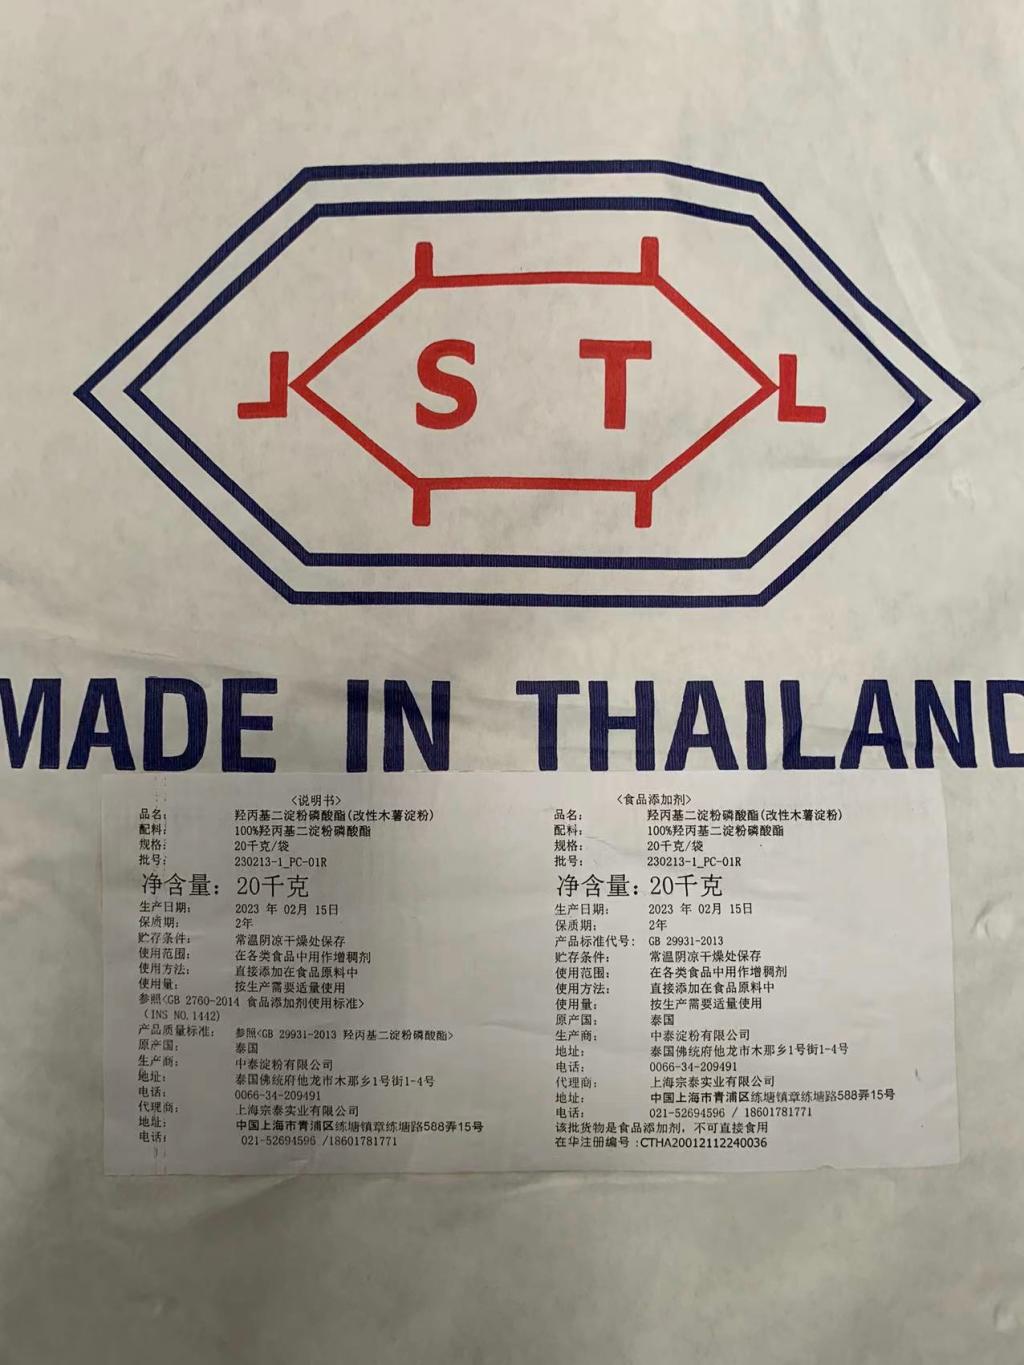 L S T L
MADE IN THAILAND
<说明书>
品名： 羟丙基二淀粉磷酸酯(改性木薯淀粉)
配料： 100%羟丙基二淀粉磷酸酯
规格： 20千克/袋
批号： 230213-1_PC-01R
净含量： 20千克
生产日期： 2023 年 02月 15日
保质期： 2年
贮存条件： 常温阴凉干燥处保存
使用范围： 在各类食品中用作增稠剂
使用方法： 直接添加在食品原料中
使用量： 按生产需要适量使用
参照<GB 2760-2014 食品添加剂使用标准>
（INS NO.1442)
产品质量标准： 参照<GB 29931-2013 羟丙基二淀粉磷酸酯>
原产国： 泰国
生产商： 中泰淀粉有限公司
地址： 泰国佛统府他龙市木那乡1号街1-4号
电话： 0066-34-209491
代理商： 上海宗泰实业有限公司
地址： 中国上海市青浦区练塘镇章练塘路588弄15号
电话： 021-52694596 /18601781771
<食品添加剂>
品名： 羟丙基二淀粉磷酸酯(改性木薯淀粉)
配料： 100%羟丙基二淀粉磷酸酯
规格： 20千克/袋
批号： 230213-1_PC-01R
净含量： 20千克
生产日期： 2023 年 02月 15日
保质期： 2年
产品标准代号： GB 29931-2013
贮存条件： 常温阴凉干燥处保存
使用范围： 在各类食品中用作增稠剂
使用方法： 直接添加在食品原料中
使用量： 按生产需要适量使用
原产国： 泰国
生产商： 中泰淀粉有限公司
地址： 泰国佛统府他龙市木那乡1号街1-4号
电话： 0066-34-209491
代理商： 上海宗泰实业有限公司
地址： 中国上海市青浦区练塘镇章练塘路588弄15号
电话： 021-52694596 / 18601781771
该批货物是食品添加剂，不可直接食用
在华注册编号 :CTHA20012112240036